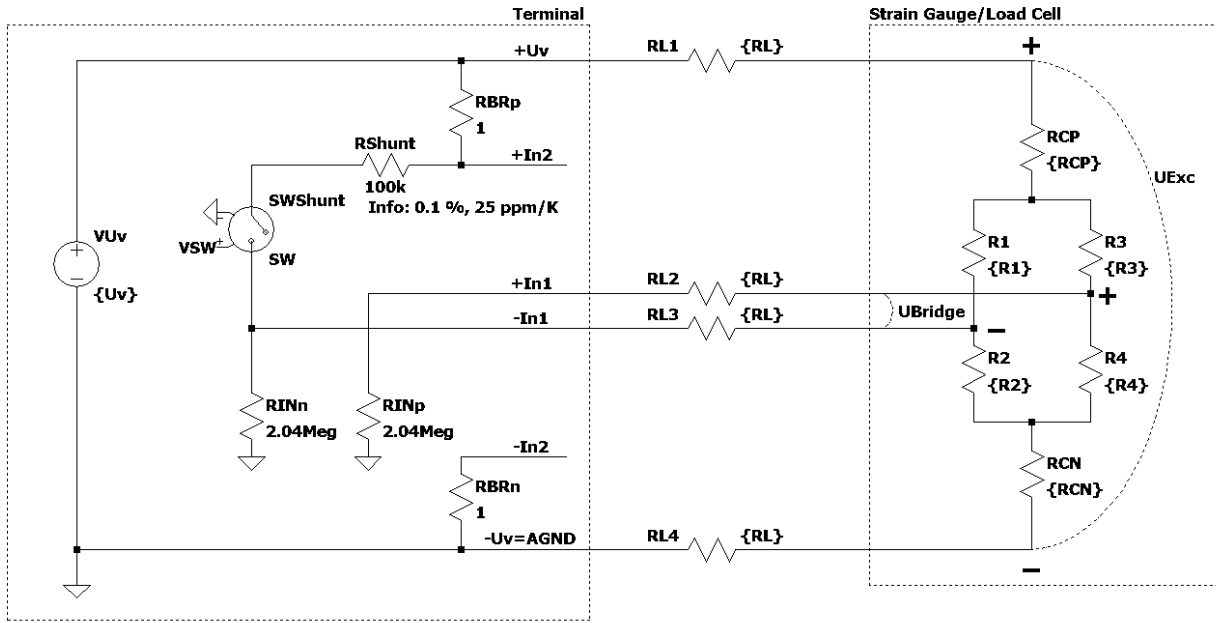 Terminal
Strain Gauge/Load Cell
+Uv
RL1
{RL}
+
RBRp
1
RCP
{RCP}
RShunt
+In2
100k
Info: 0.1 %, 25 ppm/K
UExc
SWShunt
VSW
+
SW
VUv
+
−
{Uv}
R1
{R1}
R3
{R3}
+In1
RL2
{RL}
+
-In1
RL3
{RL}
UBridge
−
R2
{R2}
R4
{R4}
RINn
2.04Meg
RINp
2.04Meg
-In2
RBRn
1
RCN
{RCN}
-Uv=AGND
RL4
{RL}
−